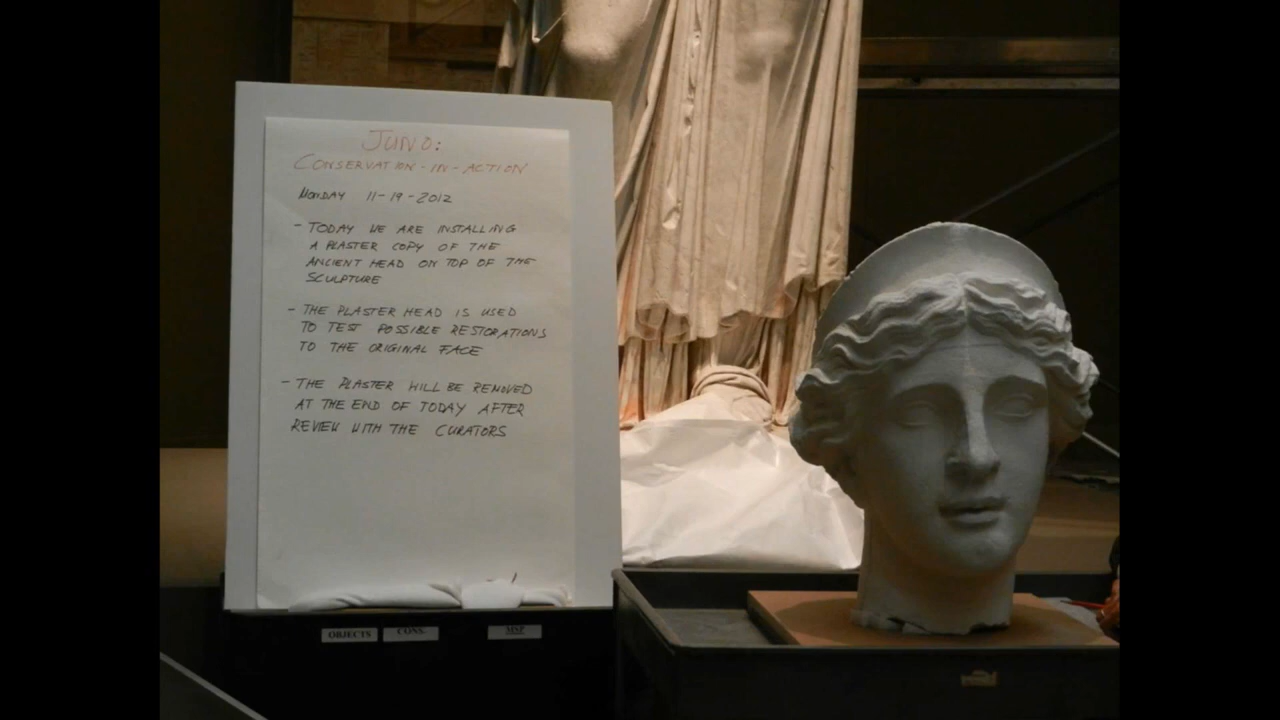 JUNO:
CONSERVATION-IN-ACTION
MONDAY 11-19-2012
- TODAY WE ARE INSTALLING
A PLASTER COPY OF THE
ANCIENT HEAD ON TOP OF THE
SCULPTURE
- THE PLASTER HEAD IS USED
TO TEST POSSIBLE RESTORATIONS
TO THE ORIGINAL FACE
- THE PLASTER WILL BE REMOVED
AT THE END OF TODAY AFTER
REVIEW WITH THE CURATORS
OBJECTS CONS. MSP